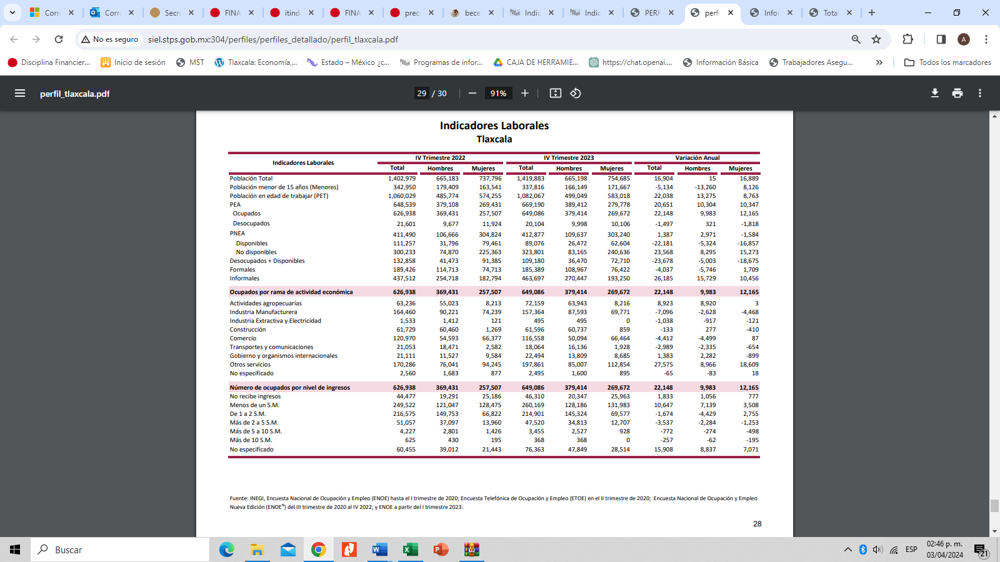 Corre Corre Secre FINA itind FINA prec bece Indic Indic PERF perfi Infor Total
No es seguro siel.stps.gob.mx:304/perfiles/perfiles_detallado/perfil_tlaxcala.pdf A
Disciplina Financier... Inicio de sesión MST Tlaxcala: Economía,... Estado – México ¿c... Programas de infor... CAJA DE HERRAMIE... https://chat.openai.... Información Básica Trabajadores Asegu... » Todos los marcadores
perfil_tlaxcala.pdf 29 / 30 — 91% +
Indicadores Laborales
Tlaxcala
Indicadores Laborales IV Trimestre 2022 IV Trimestre 2023 Variación Anual
Total Hombres Mujeres Total Hombres Mujeres Total Hombres Mujeres
Población Total 1,402,979 665,183 737,796 1,419,883 665,198 754,685 16,904 15 16,889
Población menor de 15 años (Menores) 342,950 179,409 163,541 337,816 166,149 171,667 -5,134 -13,260 8,126
Población en edad de trabajar (PET) 1,060,029 485,774 574,255 1,082,067 499,049 583,018 22,038 13,275 8,763
PEA 648,539 379,108 269,431 669,190 389,412 279,778 20,651 10,304 10,347
Ocupados 626,938 369,431 257,507 649,086 379,414 269,672 22,148 9,983 12,165
Desocupados 21,601 9,677 11,924 20,104 9,998 10,106 -1,497 321 -1,818
PNEA 411,490 106,666 304,824 412,877 109,637 303,240 1,387 2,971 -1,584
Disponibles 111,257 31,796 79,461 89,076 26,472 62,604 -22,181 -5,324 -16,857
No disponibles 300,233 74,870 225,363 323,801 83,165 240,636 23,568 8,295 15,273
Desocupados + Disponibles 132,858 41,473 91,385 109,180 36,470 72,710 -23,678 -5,003 -18,675
Formales 189,426 114,713 74,713 185,389 108,967 76,422 -4,037 -5,746 1,709
Informales 437,512 254,718 182,794 463,697 270,447 193,250 26,185 15,729 10,456
Ocupados por rama de actividad económica 626,938 369,431 257,507 649,086 379,414 269,672 22,148 9,983 12,165
Actividades agropecuarias 63,236 55,023 8,213 72,159 63,943 8,216 8,923 8,920 3
Industria Manufacturera 164,460 90,221 74,239 157,364 87,593 69,771 -7,096 -2,628 -4,468
Industria Extractiva y Electricidad 1,533 1,412 121 495 495 0 -1,038 -917 -121
Construcción 61,729 60,460 1,269 61,596 60,737 859 -133 277 -410
Comercio 120,970 54,593 66,377 116,558 50,094 66,464 -4,412 -4,499 87
Transportes y comunicaciones 21,053 18,471 2,582 18,064 16,136 1,928 -2,989 -2,335 -654
Gobierno y organismos internacionales 21,111 11,527 9,584 22,494 13,809 8,685 1,383 2,282 -899
Otros servicios 170,286 76,041 94,245 197,861 85,007 112,854 27,575 8,966 18,609
No especificado 2,560 1,683 877 2,495 1,600 895 -65 -83 18
Número de ocupados por nivel de ingresos 626,938 369,431 257,507 649,086 379,414 269,672 22,148 9,983 12,165
No recibe ingresos 44,477 19,291 25,186 46,310 20,347 25,963 1,833 1,056 777
Menos de un S.M. 249,522 121,047 128,475 260,169 128,186 131,983 10,647 7,139 3,508
De 1 a 2 S.M. 216,575 149,753 66,822 214,901 145,324 69,577 -1,674 -4,429 2,755
Más de 2 a 5 S.M. 51,057 37,097 13,960 47,520 34,813 12,707 -3,537 -2,284 -1,253
Más de 5 a 10 S.M. 4,227 2,801 1,426 3,455 2,527 928 -772 -274 -498
Más de 10 S.M. 625 430 195 368 368 0 -257 -62 -195
No especificado 60,455 39,012 21,443 76,363 47,849 28,514 15,908 8,837 7,071
Fuente: INEGI, Encuesta Nacional de Ocupación y Empleo (ENOE) hasta el I trimestre de 2020; Encuesta Telefónica de Ocupación y Empleo (ETOE) en el II trimestre de 2020; Encuesta Nacional de Ocupación y Empleo
Nueva Edición (ENOEᴺ) del III trimestre de 2020 al IV 2022; y ENOE a partir del I trimestre 2023.
28
Buscar ESP 02:46 p. m.
03/04/2024 21